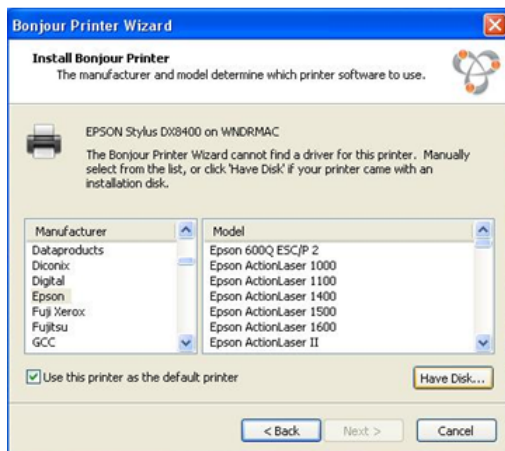 Bonjour Printer Wizard
Install Bonjour Printer
The manufacturer and model determine which printer software to use.
EPSON Stylus DX8400 on WNDRMAC
The Bonjour Printer Wizard cannot find a driver for this printer. Manually
select from the list, or click 'Have Disk' if your printer came with an
installation disk.
Manufacturer
Dataproducts
Diconix
Digital
Epson
Fuji Xerox
Fujitsu
GCC
Model
Epson 600Q ESC/P 2
Epson ActionLaser 1000
Epson ActionLaser 1100
Epson ActionLaser 1400
Epson ActionLaser 1500
Epson ActionLaser 1600
Epson ActionLaser II
Use this printer as the default printer
Have Disk...
< Back
Next >
Cancel